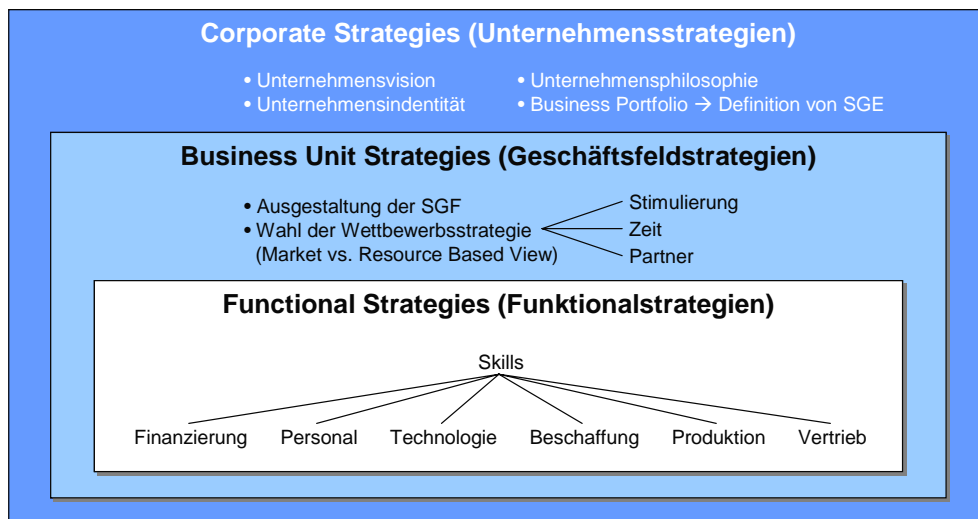 Corporate Strategies (Unternehmensstrategien)
• Unternehmensvision
• Unternehmensphilosophie
• Unternehmensindentität
• Business Portfolio → Definition von SGE
Business Unit Strategies (Geschäftsfeldstrategien)
• Ausgestaltung der SGF
• Wahl der Wettbewerbsstrategie
(Market vs. Resource Based View)
Stimulierung
Zeit
Partner
Functional Strategies (Funktionalstrategien)
Skills
Finanzierung Personal Technologie Beschaffung Produktion Vertrieb